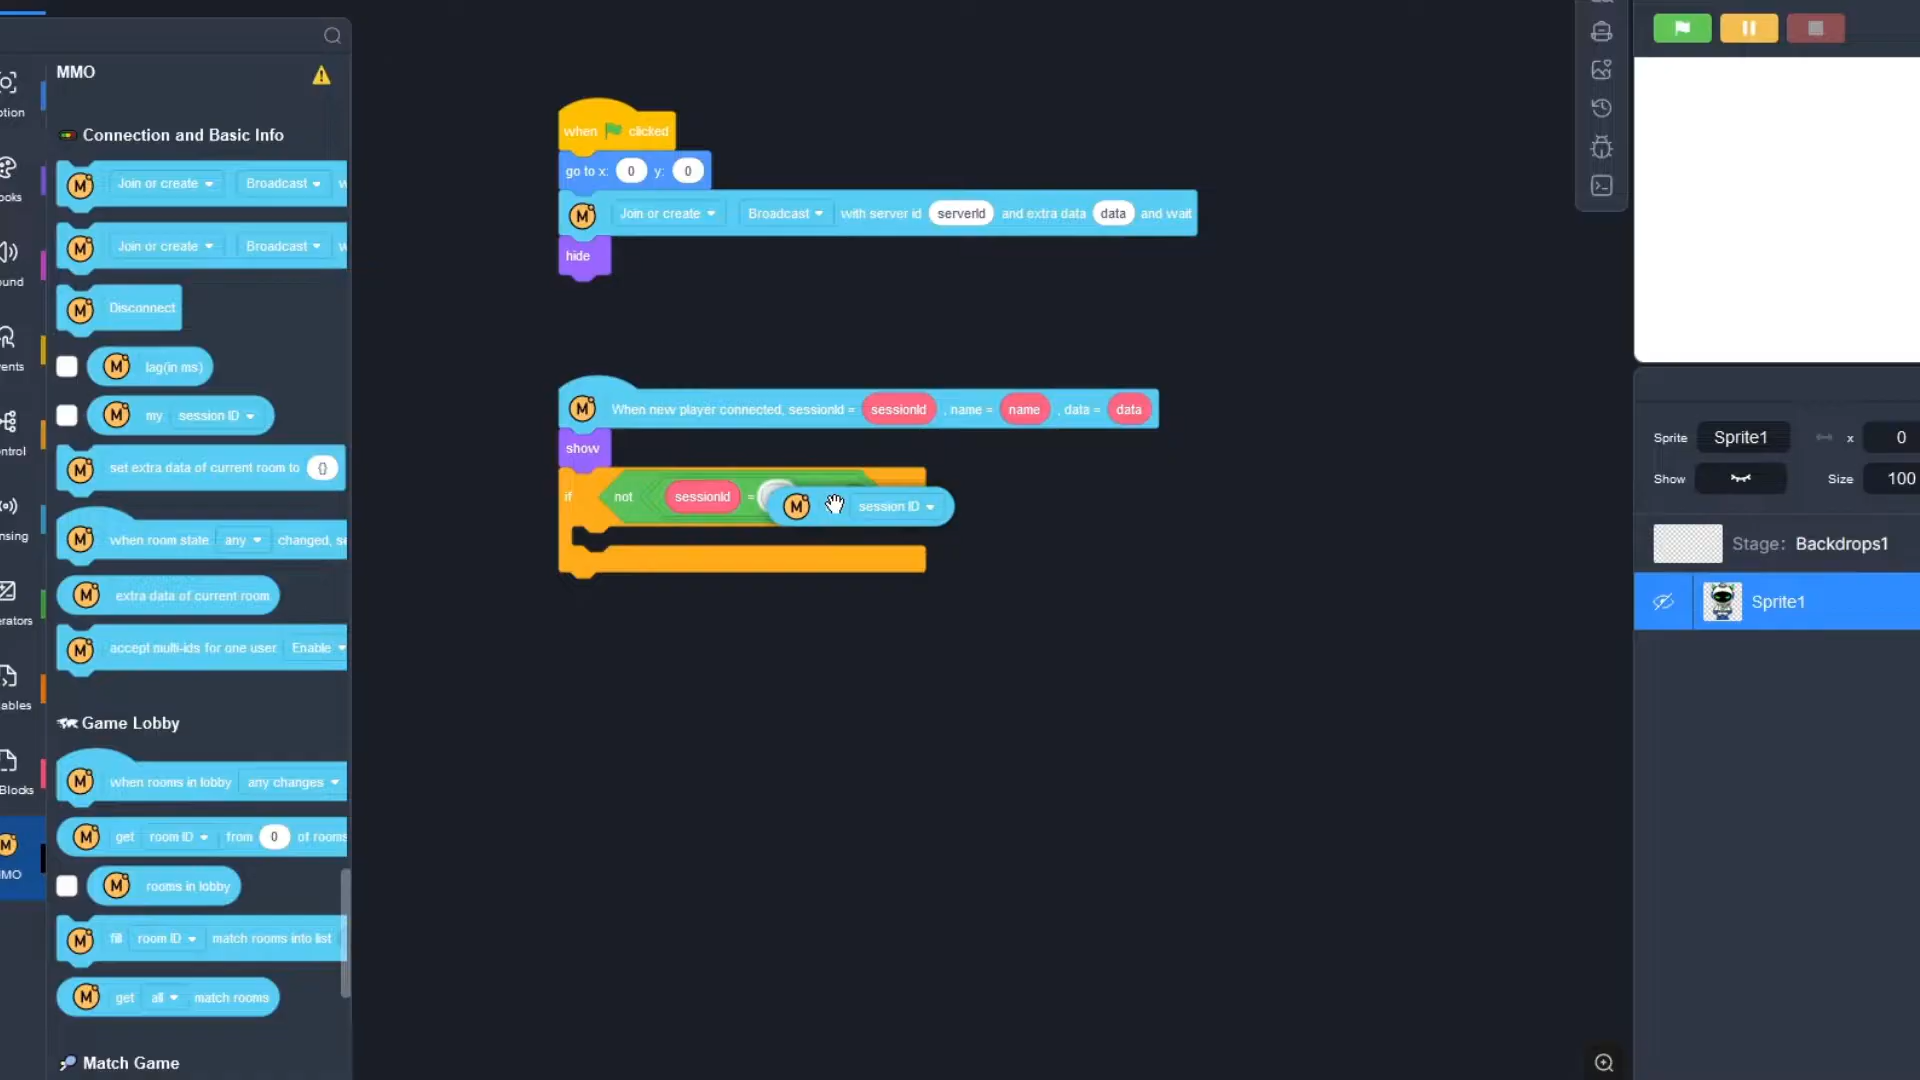 MMO
Connection and Basic Info
Join or create Broadcast
Join or create Broadcast
Disconnect
lag(in ms)
my session ID
set extra data of current room to {}
when room state any changed,
extra data of current room
accept multi-ids for one user Enable
Game Lobby
when rooms in lobby any changes
get room ID from 0 of rooms
rooms in lobby
fill room ID match rooms into list
get all match rooms
Match Game
when clicked
go to x: 0 y: 0
Join or create Broadcast with server id serverId and extra data data and wait
hide
When new player connected, sessionId = sessionId , name = name , data = data
show
if not sessionId =
session ID
Sprite Sprite1 x 0
Show Size 100
Stage: Backdrops1
Sprite1